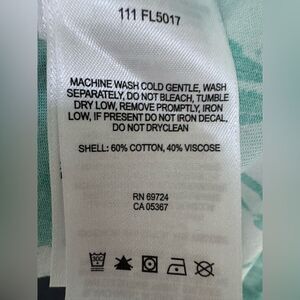 111 FL5017
MACHINE WASH COLD GENTLE, WASH
SEPARATELY, DO NOT BLEACH, TUMBLE
DRY LOW, REMOVE PROMPTLY, IRON
LOW, IF PRESENT DO NOT IRON DECAL,
DO NOT DRYCLEAN
SHELL: 60% COTTON, 40% VISCOSE
RN 69724
CA 05367